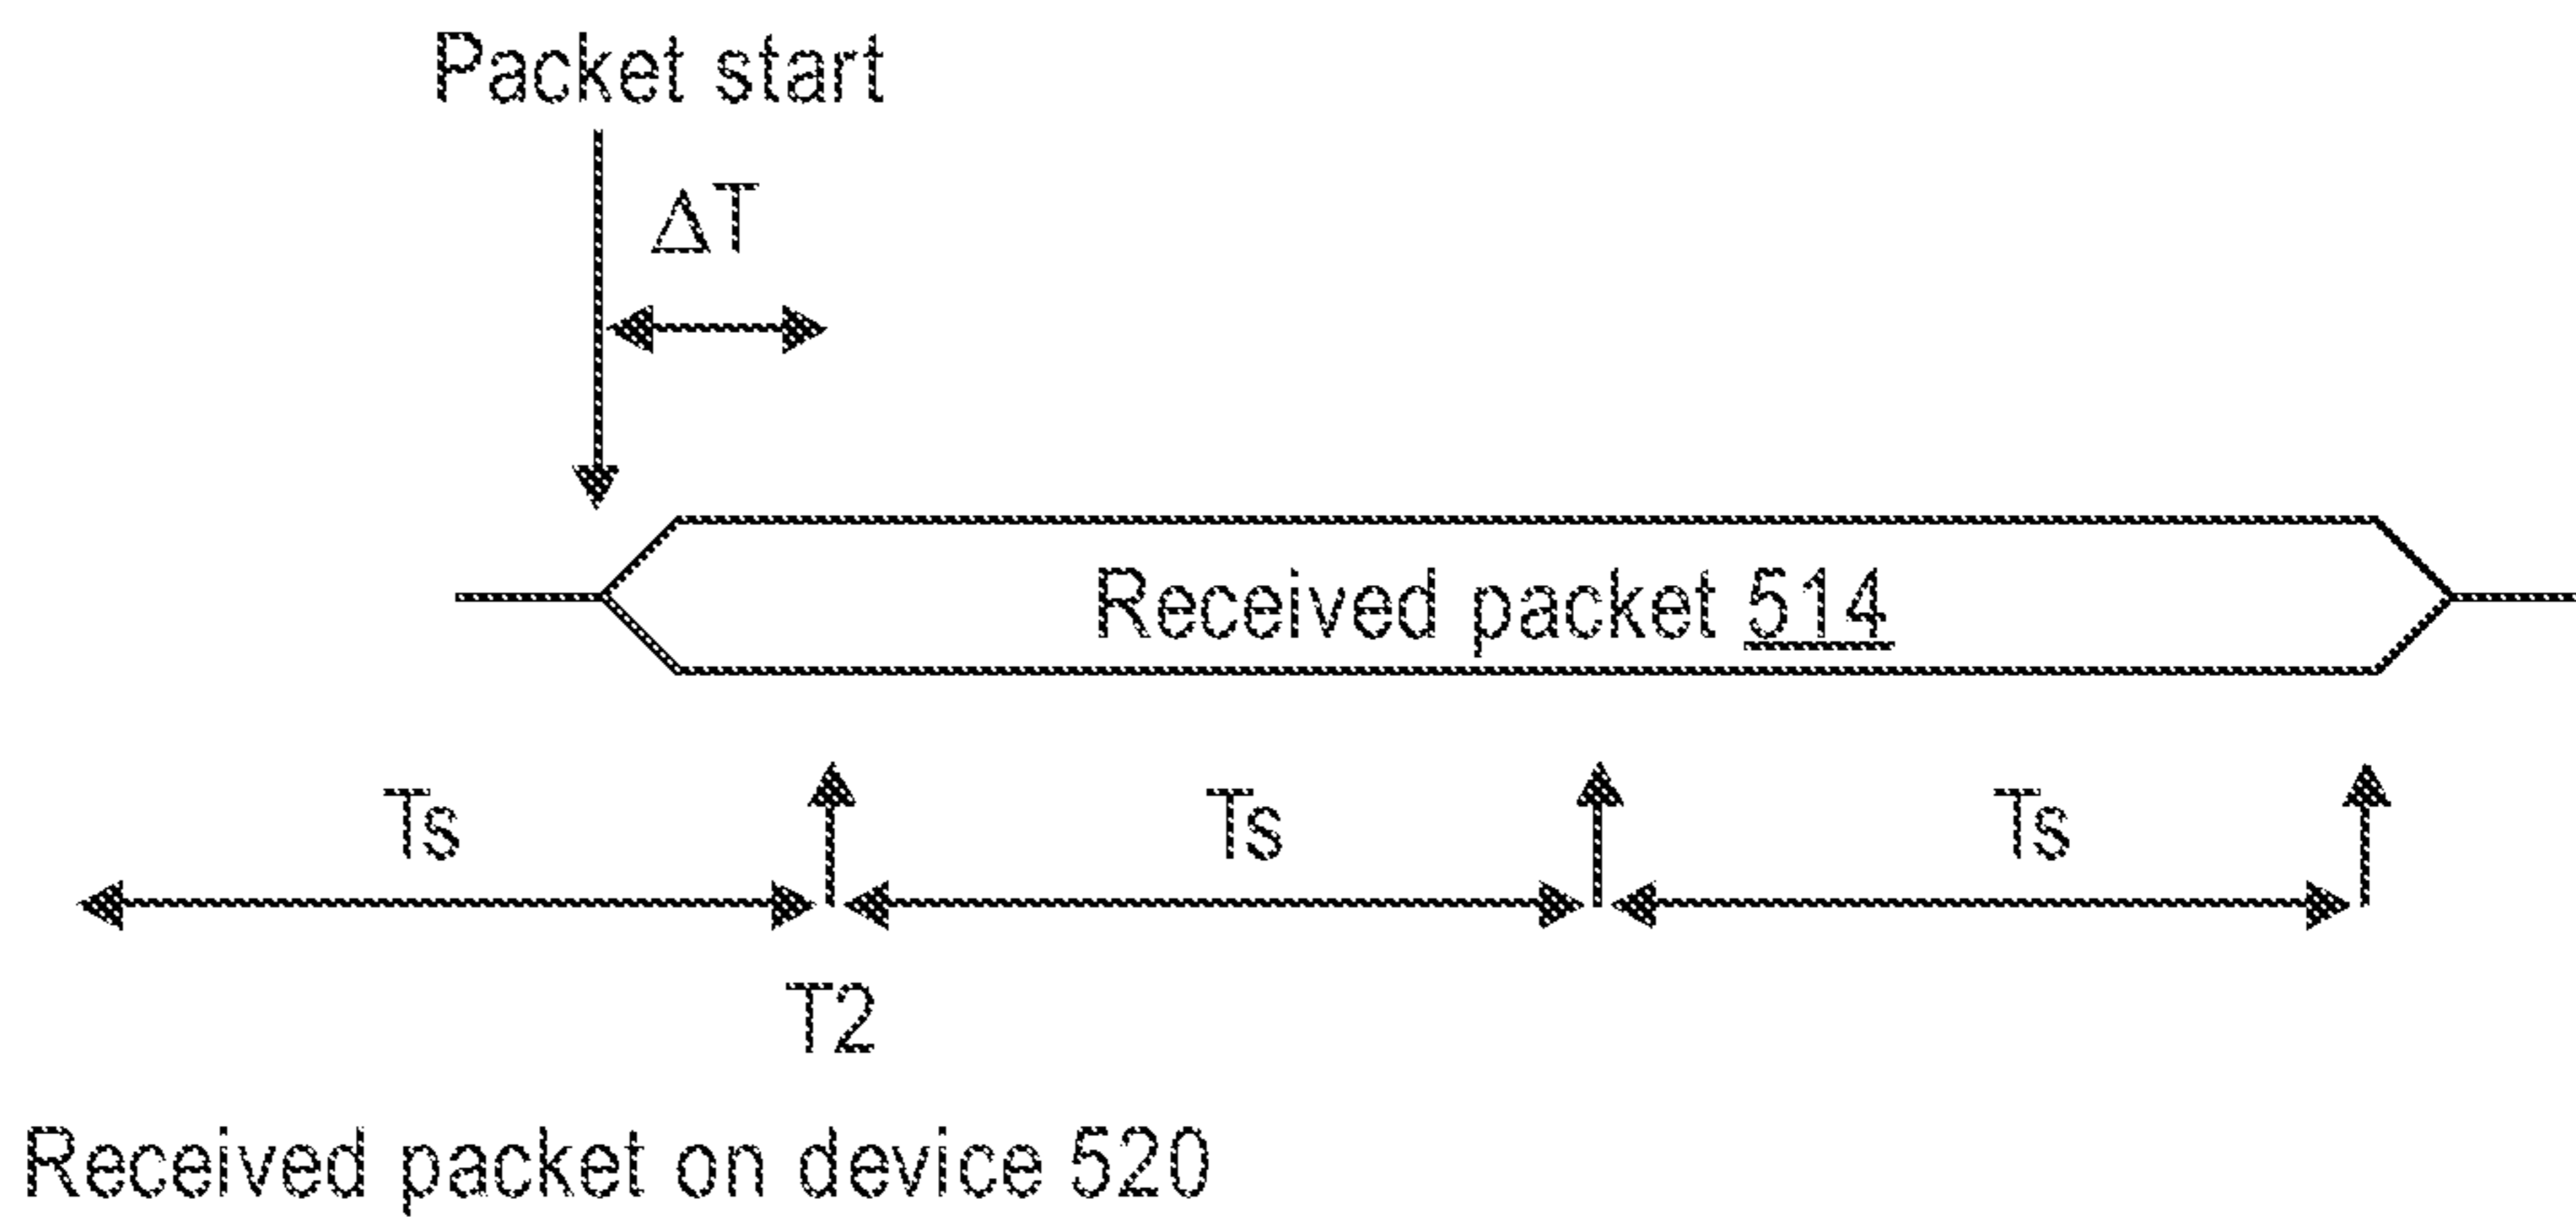 Packet start
ΔT
Received packet 514
Ts Ts Ts
T2
Received packet on device 520